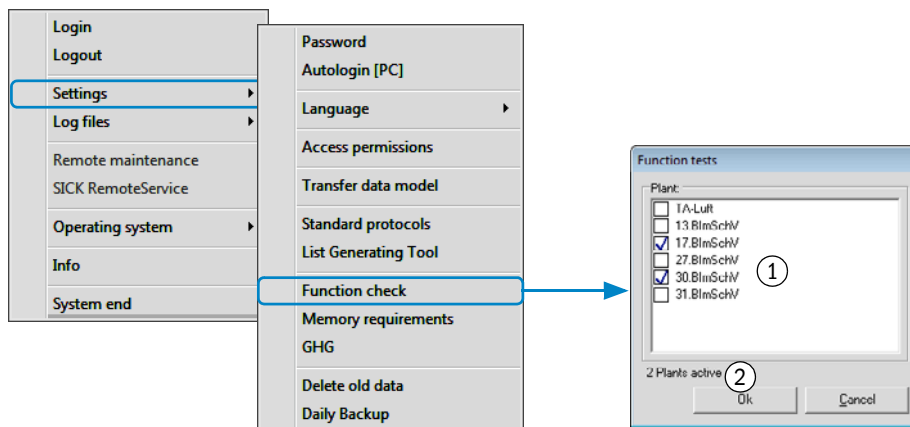 Login
Logout
Settings
Log files
Remote maintenance
SICK RemoteService
Operating system
Info
System end
Password
Autologin [PC]
Language
Access permissions
Transfer data model
Standard protocols
List Generating Tool
Function check
Memory requirements
GHG
Delete old data
Daily Backup
Function tests
Plant:
TA-Luft
13.BImSchV
17.BImSchV
27.BImSchV
30.BImSchV
31.BImSchV
1
2 Plants active
2
Ok
Cancel